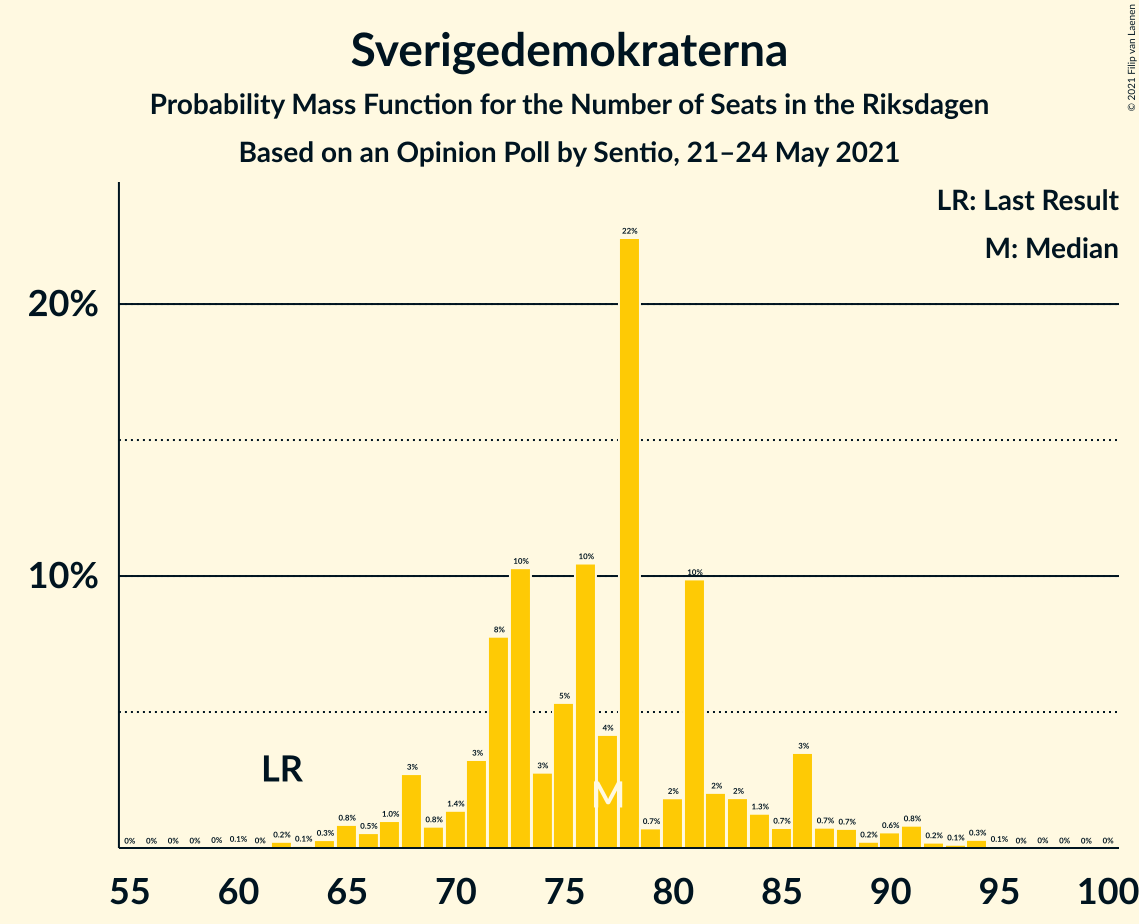 Sverigedemokraterna
Probability Mass Function for the Number of Seats in the Riksdagen
Based on an Opinion Poll by Sentio, 21–24 May 2021
© 2021 Filip van Laenen
LR: Last Result
M: Median
20%
10%
LR
M
0% 0% 0% 0% 0% 0.1% 0% 0.2% 0.1% 0.3% 0.8% 0.5% 1.0% 3% 0.8% 1.4% 3% 8% 10% 3% 5% 10% 4% 22% 0.7% 2% 10% 2% 2% 1.3% 0.7% 3% 0.7% 0.7% 0.2% 0.6% 0.8% 0.2% 0.1% 0.3% 0.1% 0% 0% 0% 0% 0%
55 60 65 70 75 80 85 90 95 100